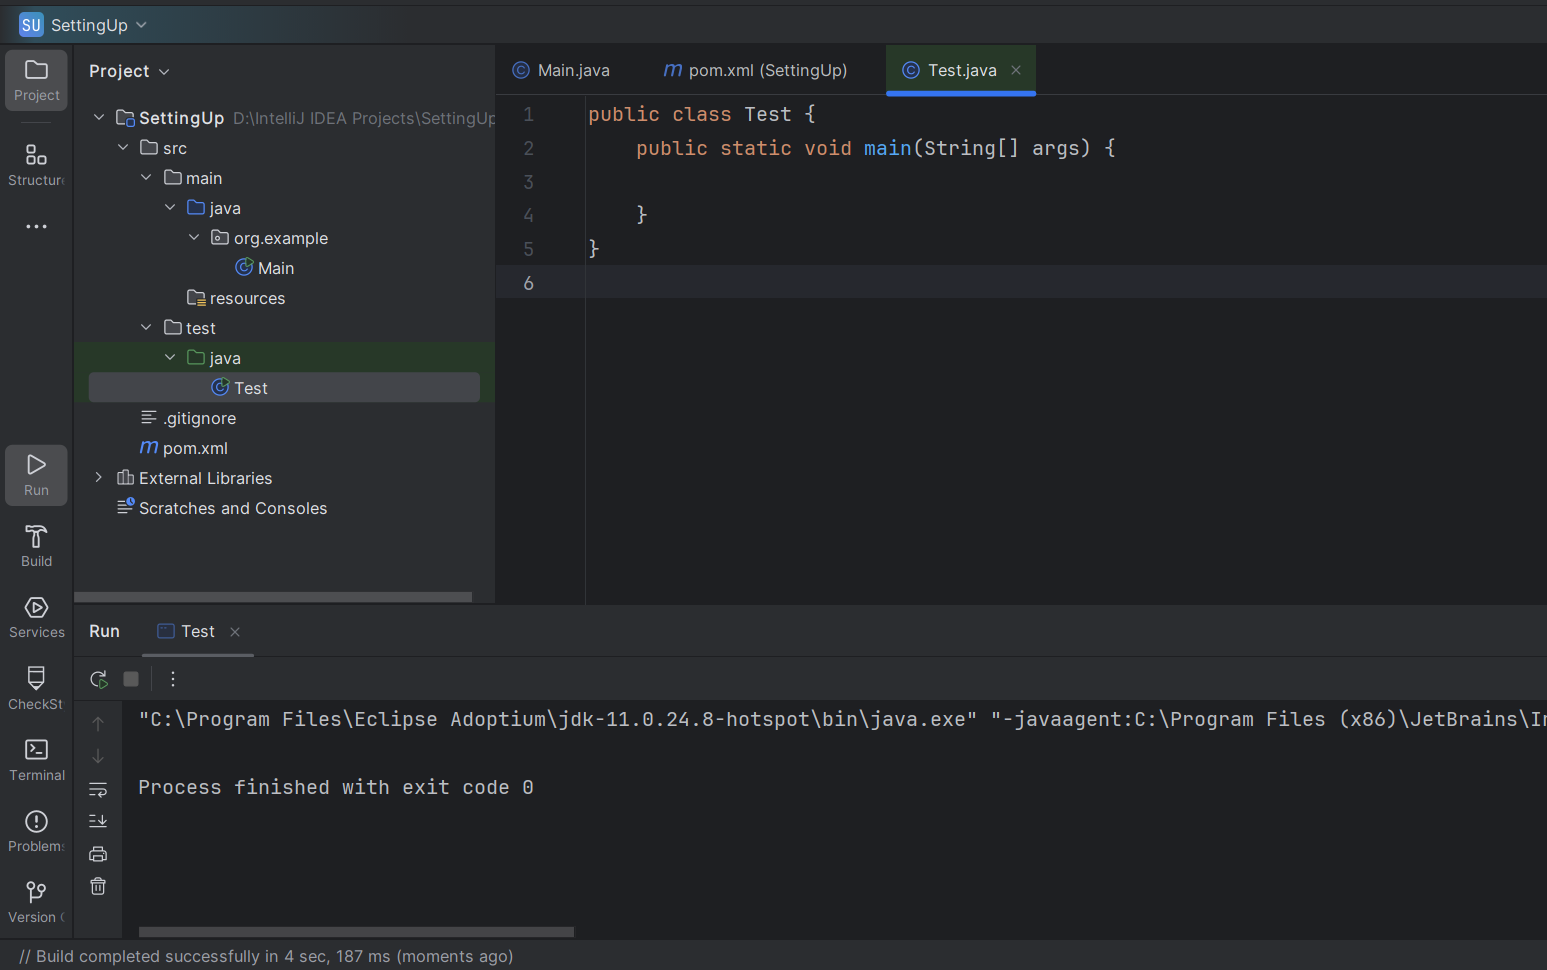 SU SettingUp
Project
Structure
Run
Build
Services
CheckSt
Terminal
Problems
Version C
Project
SettingUp D:\IntelliJ IDEA Projects\SettingUp
src
main
java
org.example
Main
resources
test
java
Test
.gitignore
pom.xml
External Libraries
Scratches and Consoles
Main.java
pom.xml (SettingUp)
Test.java
1 public class Test {
2 public static void main(String[] args) {
3
4 }
5 }
6
Run Test
"C:\Program Files\Eclipse Adoptium\jdk-11.0.24.8-hotspot\bin\java.exe" "-javaagent:C:\Program Files (x86)\JetBrains\In
Process finished with exit code 0
// Build completed successfully in 4 sec, 187 ms (moments ago)